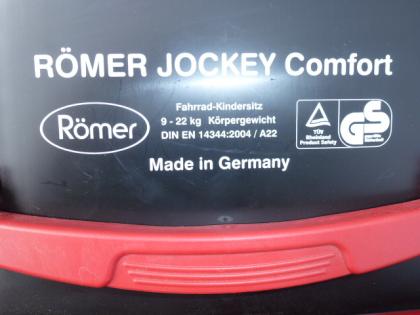 RÖMER JOCKEY Comfort
Römer
Fahrrad-Kindersitz
9 - 22 kg Körpergewicht
DIN EN 14344:2004 / A22
TÜV
Rheinland
Product Safety
GS
Made in Germany